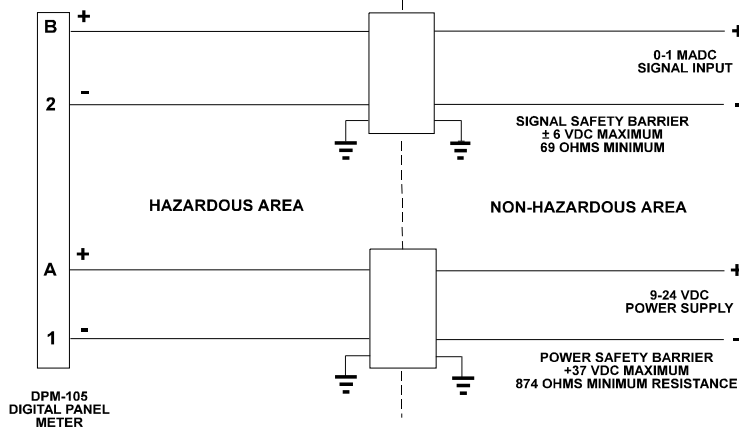 B +
+
0-1 MADC
SIGNAL INPUT
2 -
-
SIGNAL SAFETY BARRIER
± 6 VDC MAXIMUM
69 OHMS MINIMUM
HAZARDOUS AREA
NON-HAZARDOUS AREA
A +
+
9-24 VDC
POWER SUPPLY
1 -
-
POWER SAFETY BARRIER
+37 VDC MAXIMUM
874 OHMS MINIMUM RESISTANCE
DPM-105
DIGITAL PANEL
METER